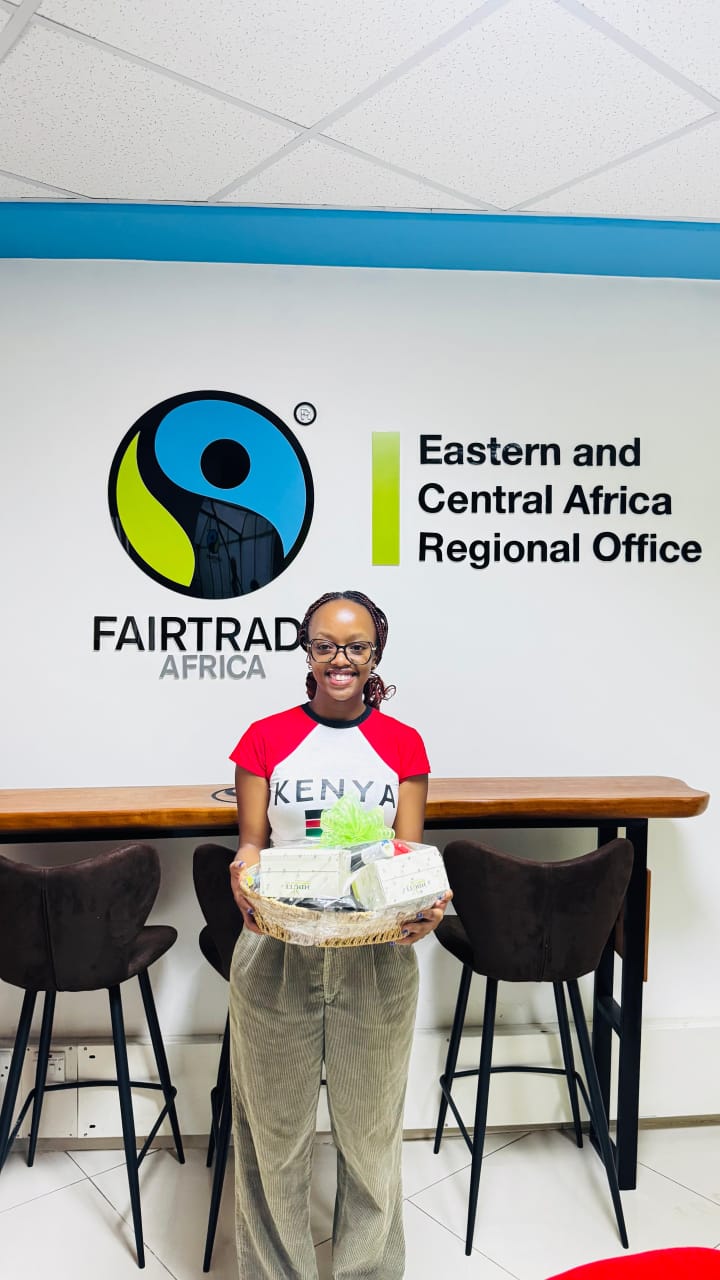 ®
Eastern and
Central Africa
Regional Office
FAIRTRAD
AFRICA
KENYA